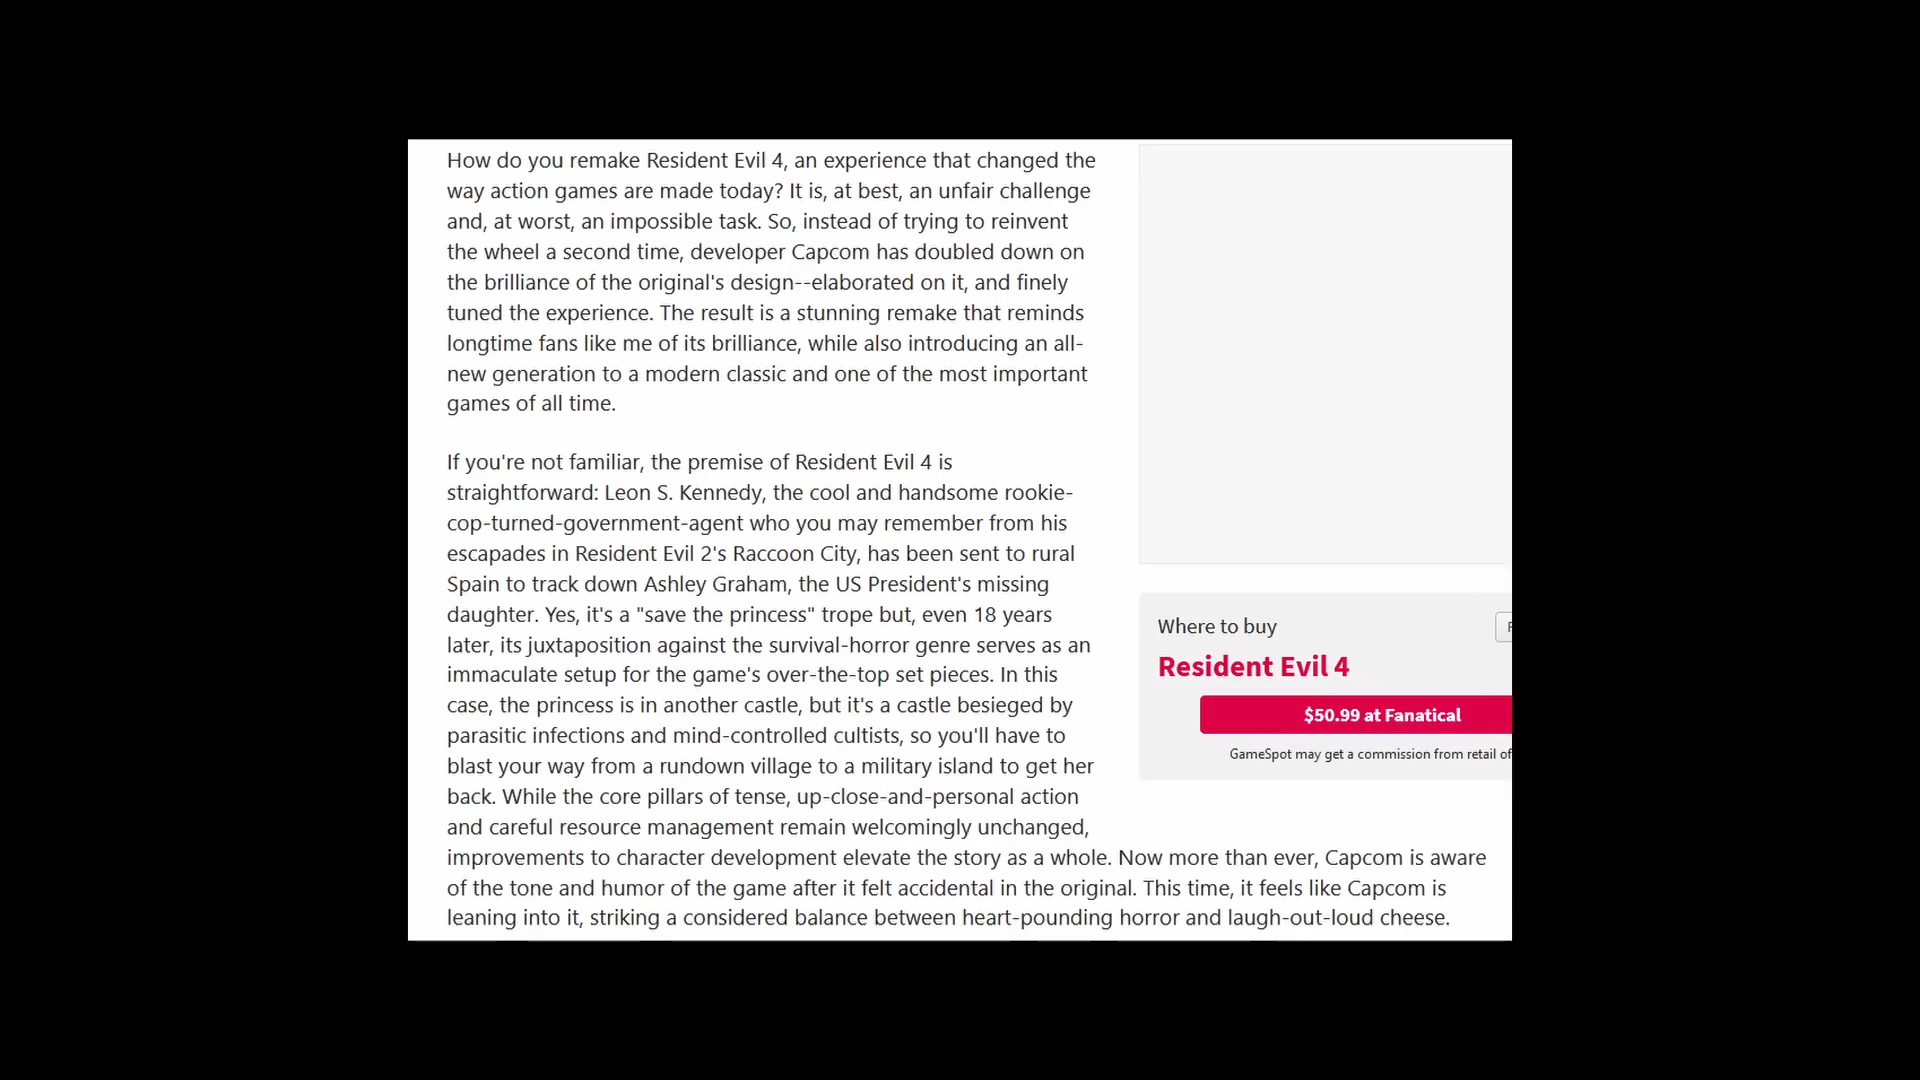 How do you remake Resident Evil 4, an experience that changed the
way action games are made today? It is, at best, an unfair challenge
and, at worst, an impossible task. So, instead of trying to reinvent
the wheel a second time, developer Capcom has doubled down on
the brilliance of the original's design--elaborated on it, and finely
tuned the experience. The result is a stunning remake that reminds
longtime fans like me of its brilliance, while also introducing an all-
new generation to a modern classic and one of the most important
games of all time.
If you're not familiar, the premise of Resident Evil 4 is
straightforward: Leon S. Kennedy, the cool and handsome rookie-
cop-turned-government-agent who you may remember from his
escapades in Resident Evil 2's Raccoon City, has been sent to rural
Spain to track down Ashley Graham, the US President's missing
daughter. Yes, it's a "save the princess" trope but, even 18 years
later, its juxtaposition against the survival-horror genre serves as an
immaculate setup for the game's over-the-top set pieces. In this
case, the princess is in another castle, but it's a castle besieged by
parasitic infections and mind-controlled cultists, so you'll have to
blast your way from a rundown village to a military island to get her
back. While the core pillars of tense, up-close-and-personal action
and careful resource management remain welcomingly unchanged,
improvements to character development elevate the story as a whole. Now more than ever, Capcom is aware
of the tone and humor of the game after it felt accidental in the original. This time, it feels like Capcom is
leaning into it, striking a considered balance between heart-pounding horror and laugh-out-loud cheese.
Where to buy
Resident Evil 4
$50.99 at Fanatical
GameSpot may get a commission from retail